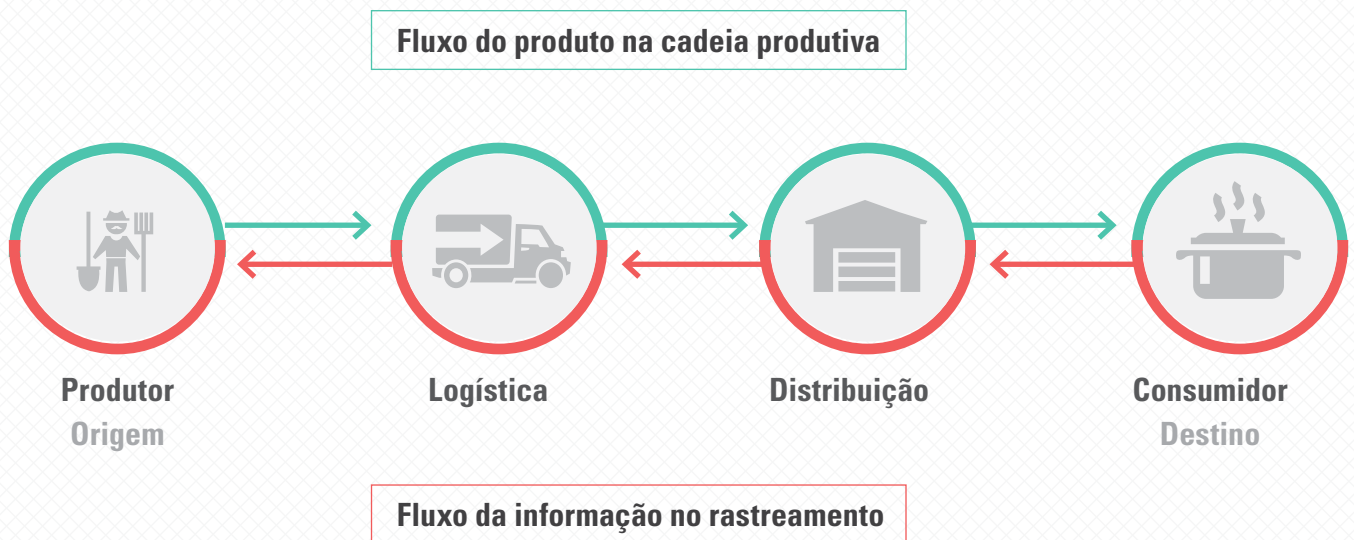 Fluxo do produto na cadeia produtiva
Produtor
Origem
Logística
Distribuição
Consumidor
Destino
Fluxo da informação no rastreamento